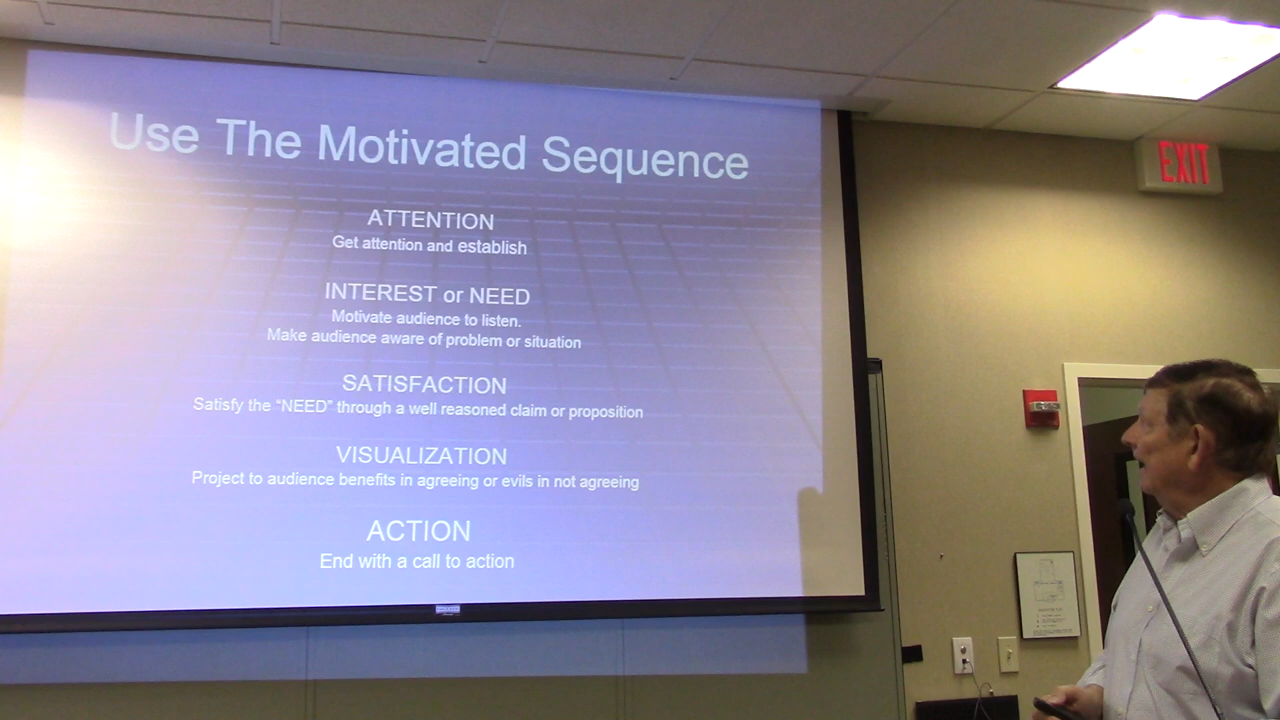 Use The Motivated Sequence
EXIT
ATTENTION
Get attention and establish
INTEREST or NEED
Motivate audience to listen.
Make audience aware of problem or situation
SATISFACTION
Satisfy the “NEED” through a well reasoned claim or proposition
VISUALIZATION
Project to audience benefits in agreeing or evils in not agreeing
ACTION
End with a call to action